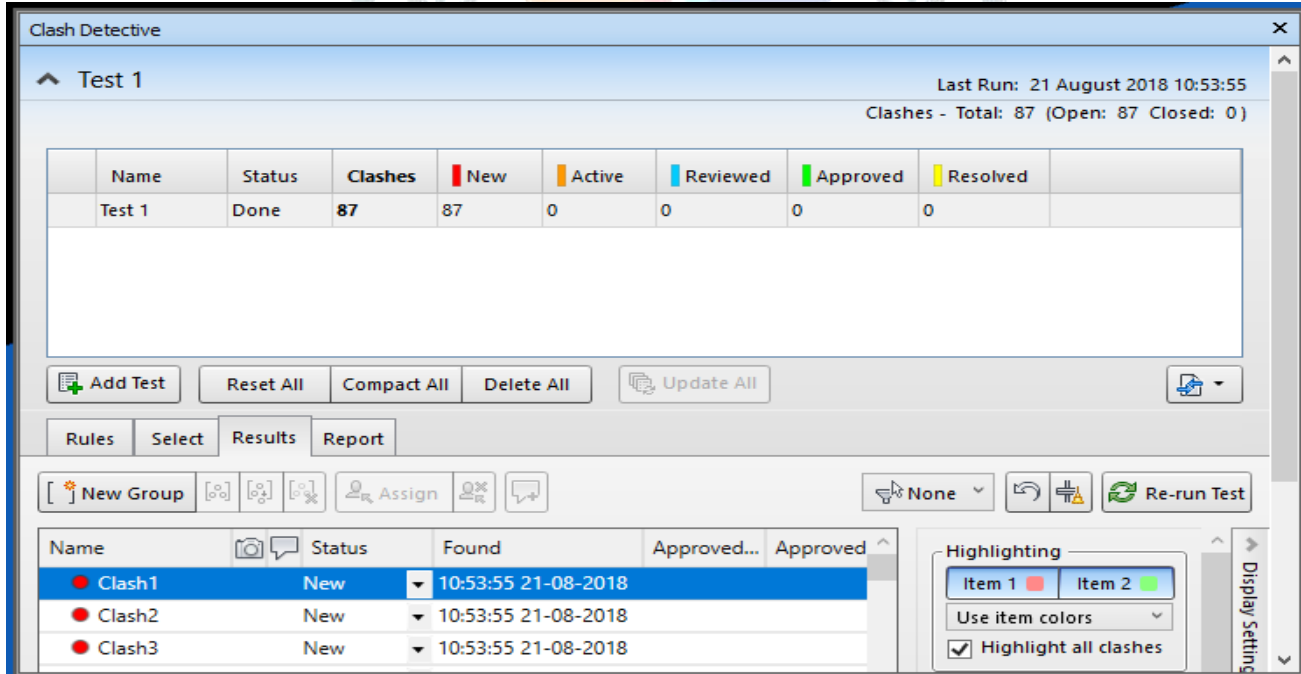 Clash Detective
Test 1
Last Run: 21 August 2018 10:53:55
Clashes - Total: 87 (Open: 87 Closed: 0)
Name Status Clashes New Active Reviewed Approved Resolved
Test 1 Done 87 87 0 0 0 0
Add Test Reset All Compact All Delete All Update All
Rules Select Results Report
New Group Assign None Re-run Test
Name Status Found Approved... Approved
Clash1 New 10:53:55 21-08-2018
Clash2 New 10:53:55 21-08-2018
Clash3 New 10:53:55 21-08-2018
Highlighting
Item 1 Item 2
Use item colors
Highlight all clashes
Display Setting